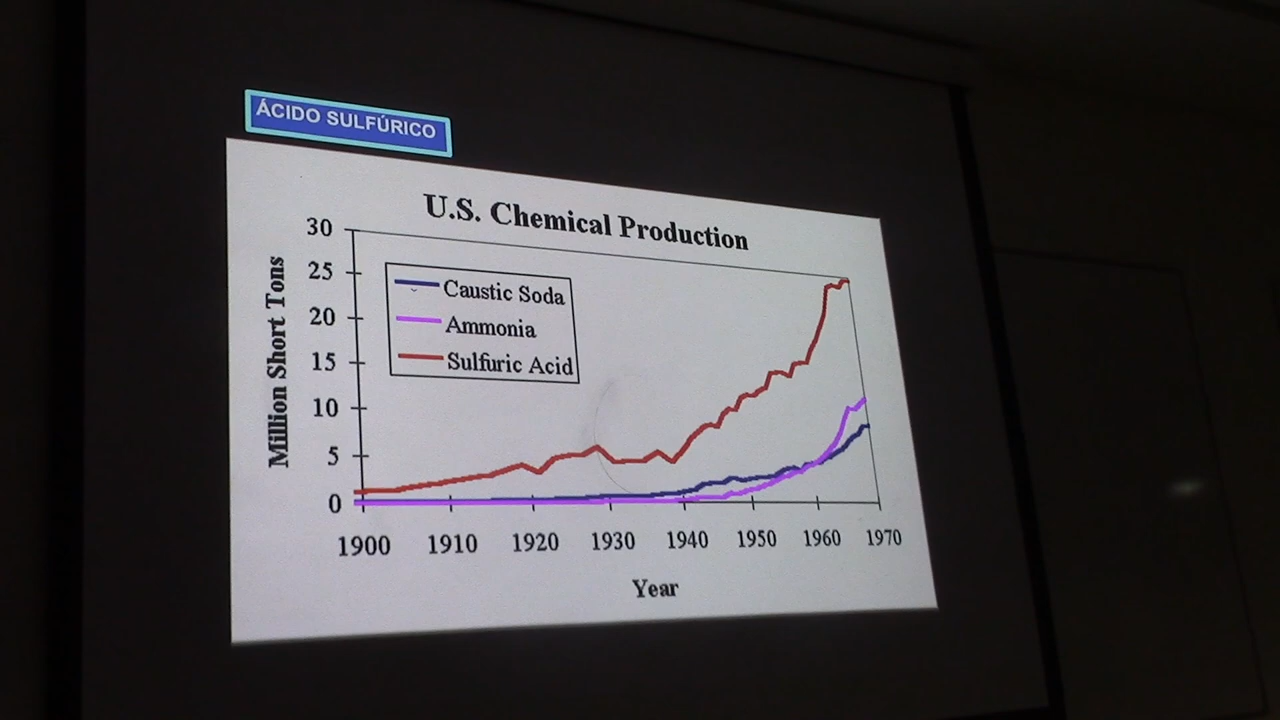 ÁCIDO SULFÚRICO
U.S. Chemical Production
Million Short Tons
30
25
20
15
10
5
0
Caustic Soda
Ammonia
Sulfuric Acid
1900 1910 1920 1930 1940 1950 1960 1970
Year